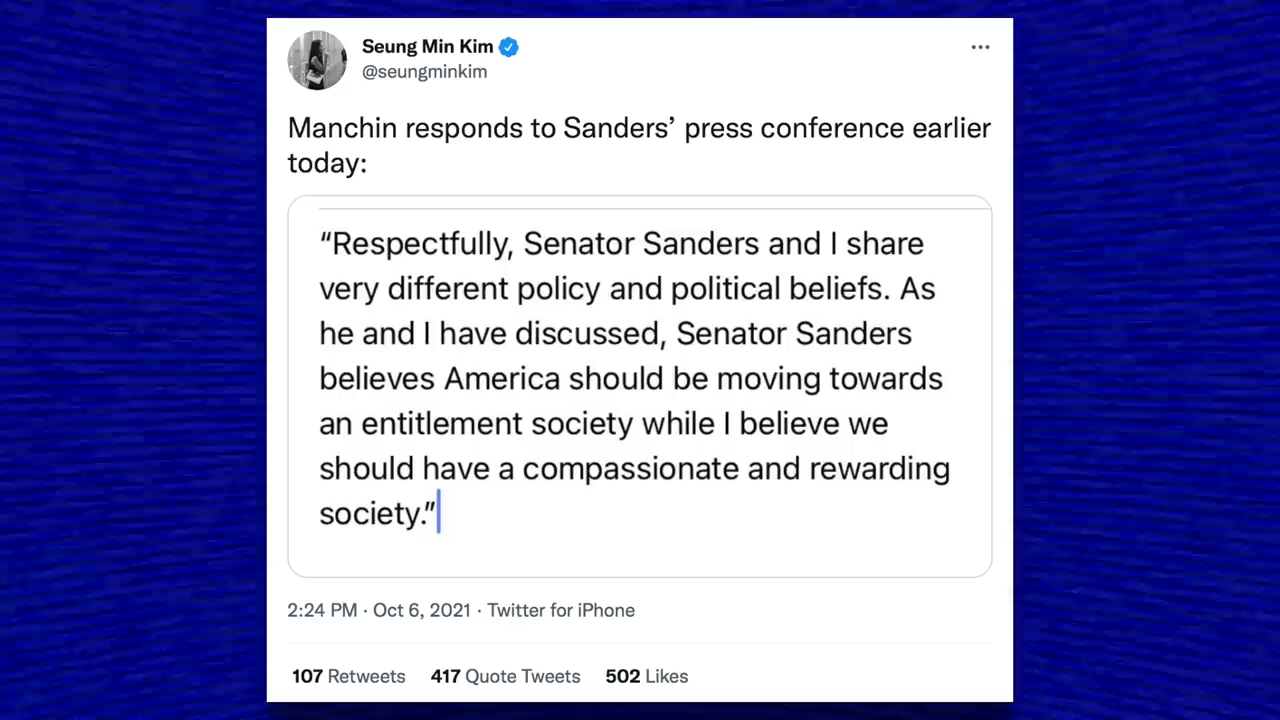 Seung Min Kim
@seungminkim
Manchin responds to Sanders’ press conference earlier
today:
“Respectfully, Senator Sanders and I share
very different policy and political beliefs. As
he and I have discussed, Senator Sanders
believes America should be moving towards
an entitlement society while I believe we
should have a compassionate and rewarding
society.”
2:24 PM · Oct 6, 2021 · Twitter for iPhone
107 Retweets 417 Quote Tweets 502 Likes